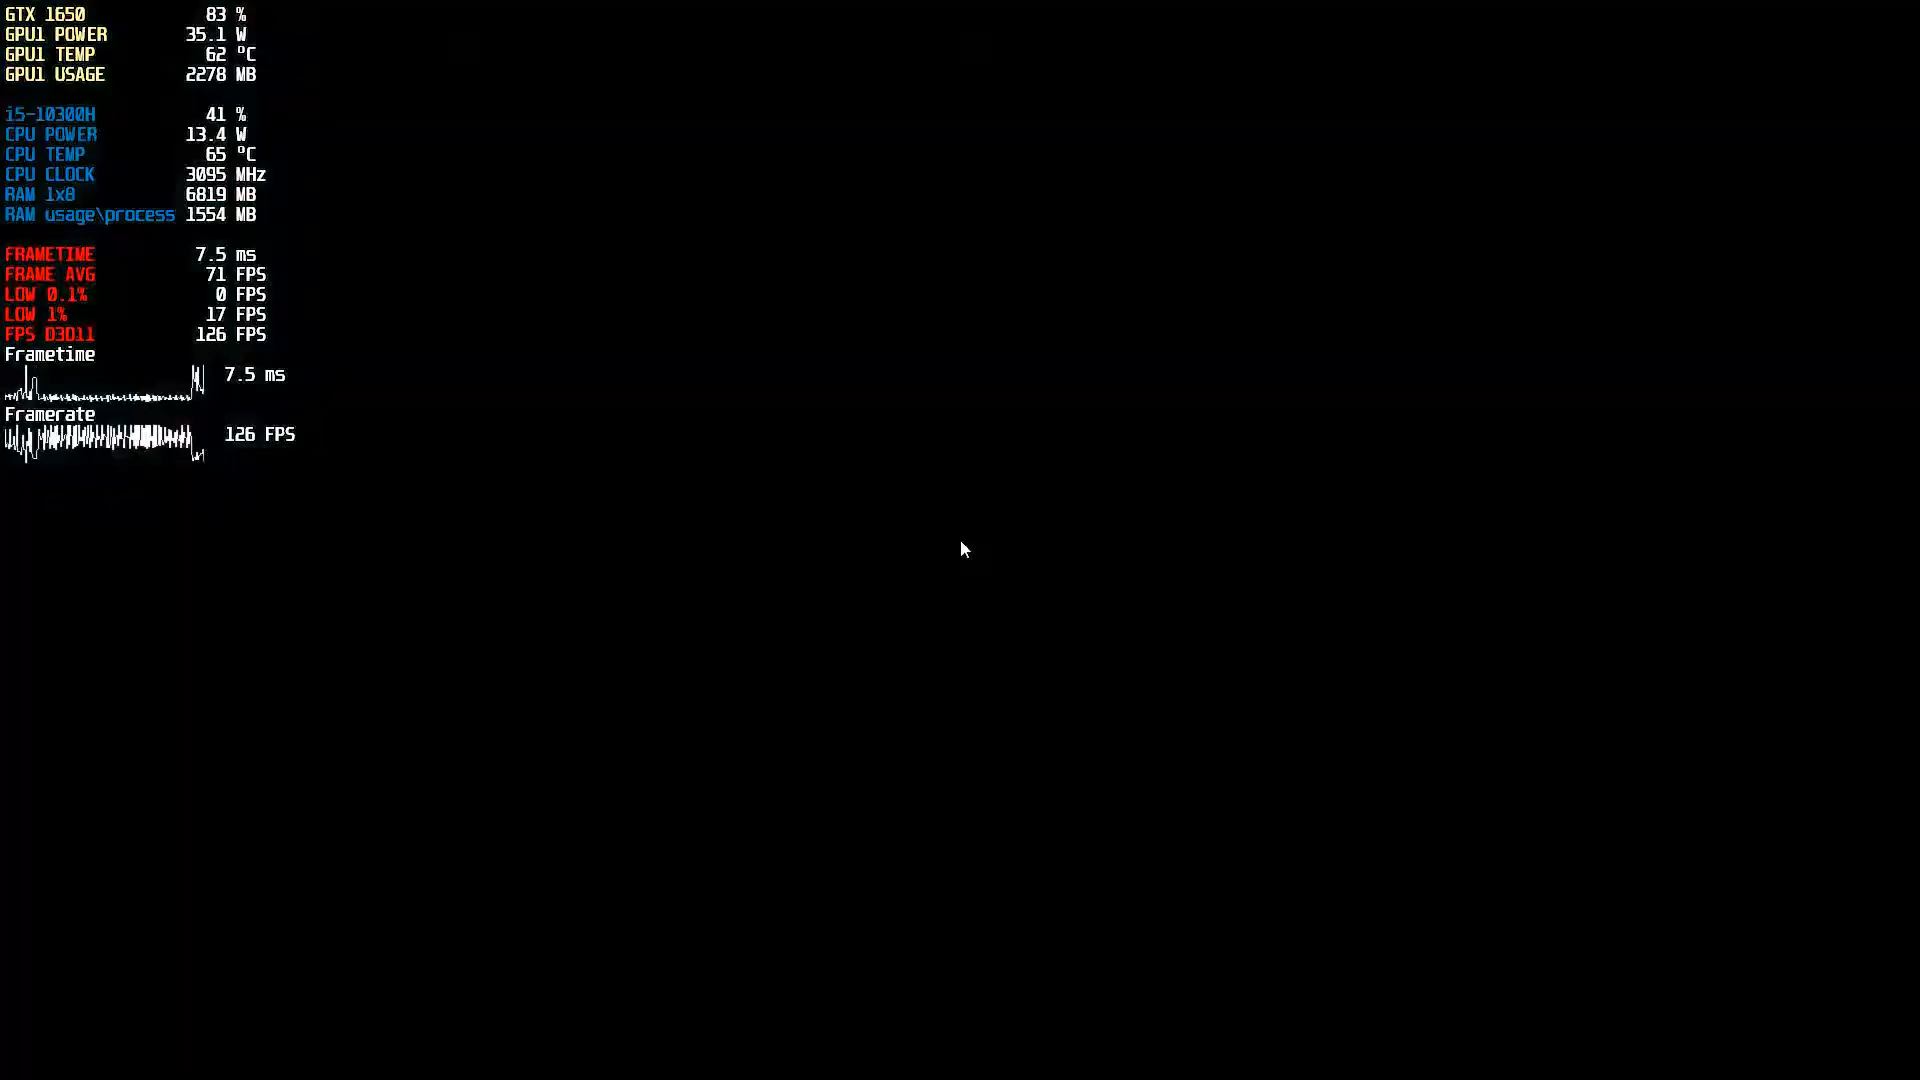 GTX 1650 83 %
GPU1 POWER 35.1 W
GPU1 TEMP 62 °C
GPU1 USAGE 2278 MB
i5-10300H 41 %
CPU POWER 13.4 W
CPU TEMP 65 °C
CPU CLOCK 3095 MHz
RAM 1x8 6819 MB
RAM usage\process 1554 MB
FRAMETIME 7.5 ms
FRAME AVG 71 FPS
LOW 0.1% 0 FPS
LOW 1% 17 FPS
FPS D3D11 126 FPS
Frametime
7.5 ms
Framerate
126 FPS